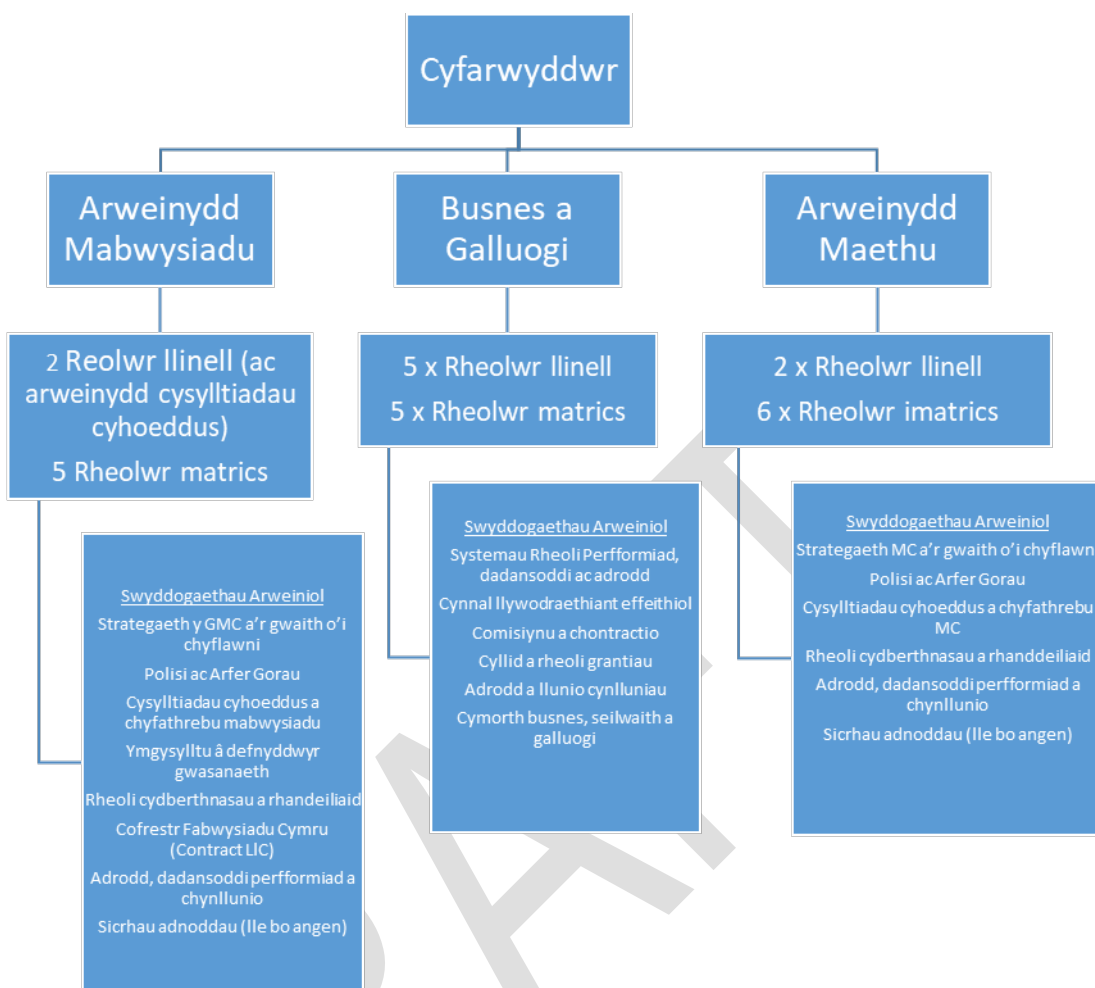 Cyfarwyddwr
Arweinydd
Mabwysiadu
Busnes a
Galluogi
Arweinydd
Maethu
2 Reolwr llinell (ac
arweinydd cysylltiadau
cyhoeddus)
5 Rheolwr matrics
5 x Rheolwr llinell
5 x Rheolwr matrics
2 x Rheolwr llinell
6 x Rheolwr imatrics
Swyddogaethau Arweiniol
Strategaeth y GMC a'r gwaith o'i
chyflawni
Polisi ac Arfer Gorau
Cysylltiadau cyhoeddus a
chyfathrebu mabwysiadu
Ymgysylltu â defnyddwyr
gwasanaeth
Rheoli cydberthnasau a rhandeiliaid
Cofrestr Fabwysiadu Cymru
(Contract LlC)
Adrodd, dadansoddi perfformiad a
chynllunio
Sicrhau adnoddau (lle bo angen)
Swyddogaethau Arweiniol
Systemau Rheoli Perfformiad,
dadansoddi ac adrodd
Cynnal llywodraethiant effeithiol
Comisiynu a chontractio
Cyllid a rheoli grantiau
Adrodd a llunio cynlluniau
Cymorth busnes, seilwaith a
galluogi
Swyddogaethau Arweiniol
Strategaeth MC a'r gwaith o'i chyflawn
Polisi ac Arfer Gorau
Cysylltiadau cyhoeddus a chyfathrebu
MC
Rheoli cydberthnasau a rhanddeiliaid
Adrodd, dadansoddi perfformiad a
chynllunio
Sicrhau adnoddau (lle bo angen)